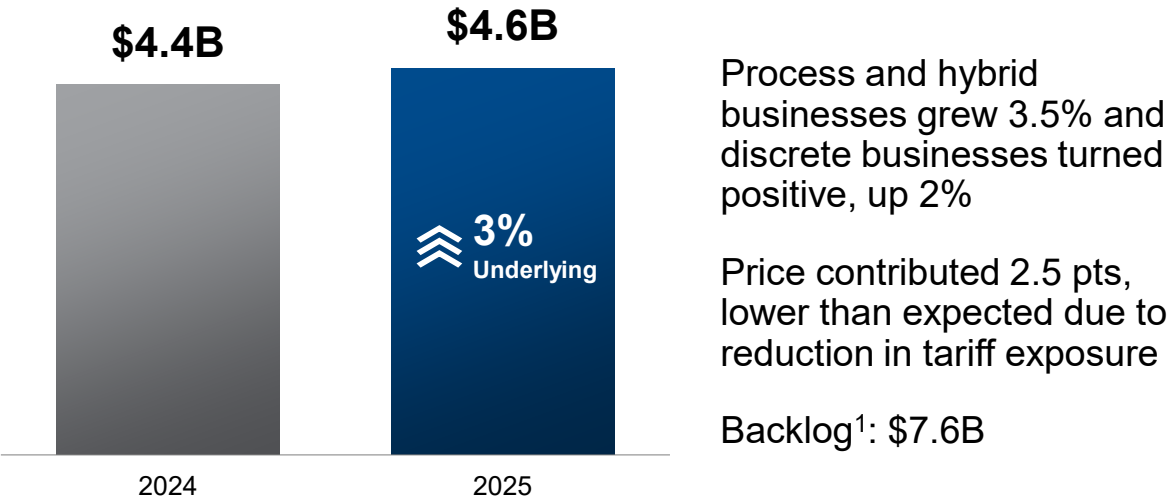 $4.4B
$4.6B
3%
Underlying
2024
2025
Process and hybrid
businesses grew 3.5% and
discrete businesses turned
positive, up 2%
Price contributed 2.5 pts,
lower than expected due to
reduction in tariff exposure
Backlog¹: $7.6B